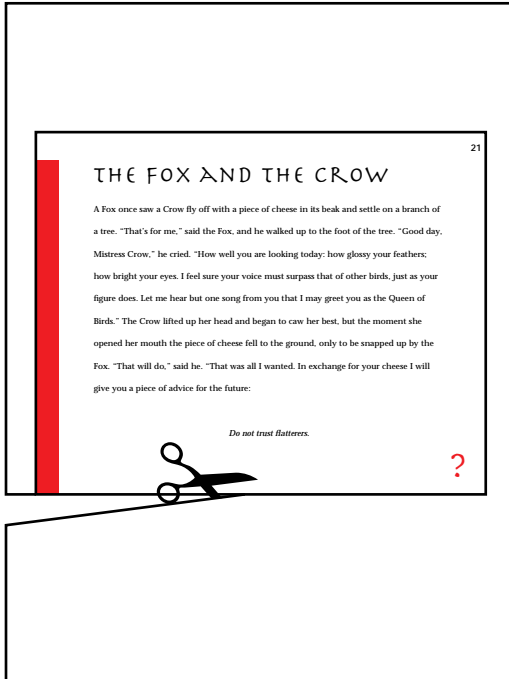 21
THE FOX AND THE CROW
A Fox once saw a Crow fly off with a piece of cheese in its beak and settle on a branch of
a tree. “That’s for me,” said the Fox, and he walked up to the foot of the tree. “Good day,
Mistress Crow,” he cried. “How well you are looking today: how glossy your feathers;
how bright your eyes. I feel sure your voice must surpass that of other birds, just as your
figure does. Let me hear but one song from you that I may greet you as the Queen of
Birds.” The Crow lifted up her head and began to caw her best, but the moment she
opened her mouth the piece of cheese fell to the ground, only to be snapped up by the
Fox. “That will do,” said he. “That was all I wanted. In exchange for your cheese I will
give you a piece of advice for the future:
Do not trust flatterers.
?